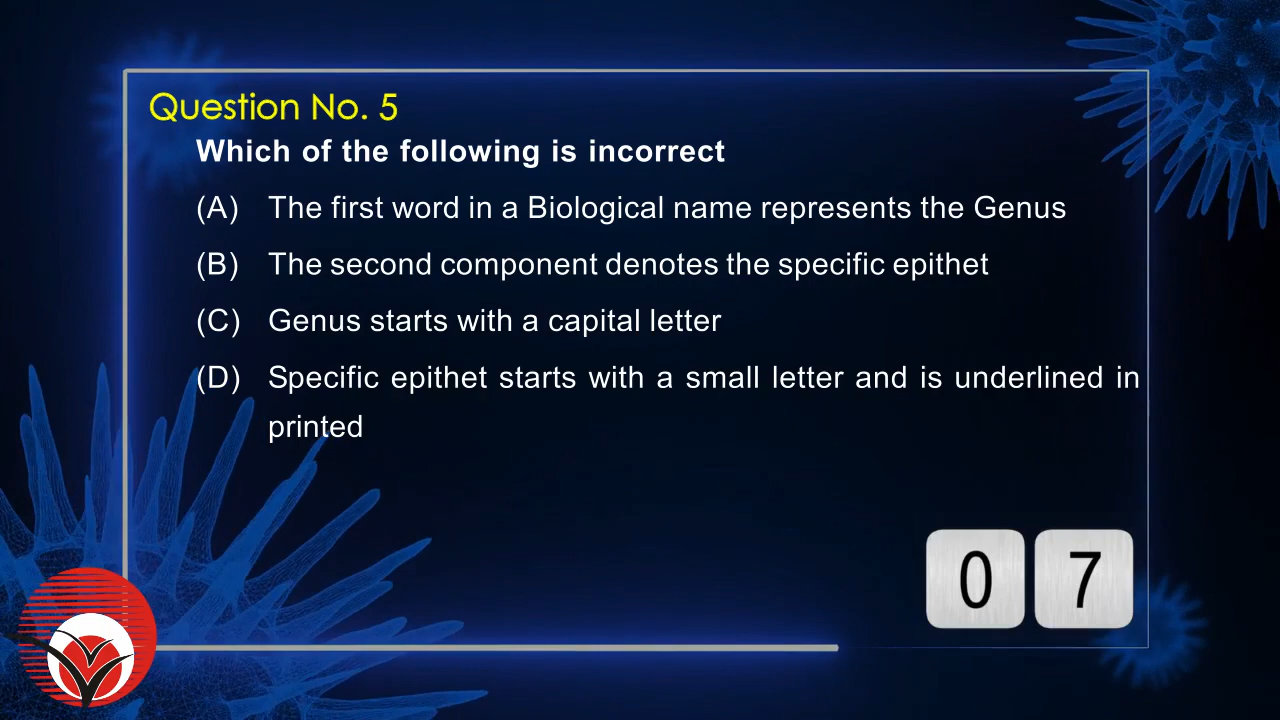 Question No. 5
Which of the following is incorrect
(A) The first word in a Biological name represents the Genus
(B) The second component denotes the specific epithet
(C) Genus starts with a capital letter
(D) Specific epithet starts with a small letter and is underlined in
printed
0 7